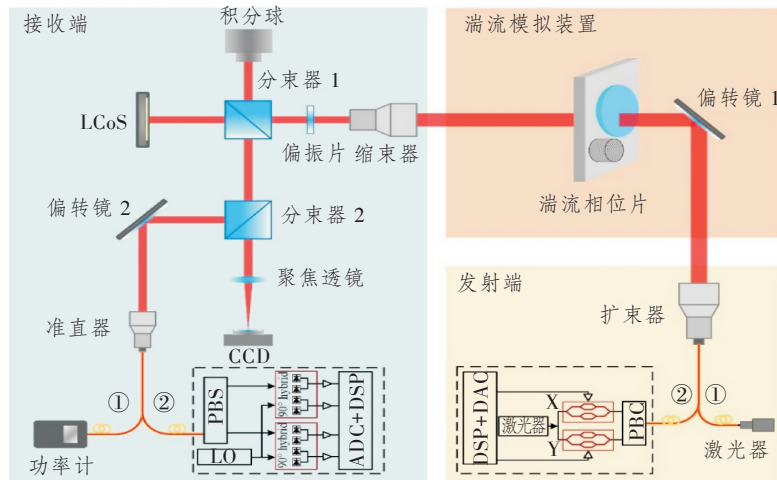 接收端
积分球
分束器 1
LCoS
偏振片
缩束器
偏转镜 2
分束器 2
聚焦透镜
准直器
CCD
①
②
功率计
PBS
LO
90° hybrid
90° hybrid
ADC+DSP
湍流模拟装置
偏转镜 1
湍流相位片
发射端
扩束器
DSP+DAC
激光器
X
Y
PBC
②
①
激光器